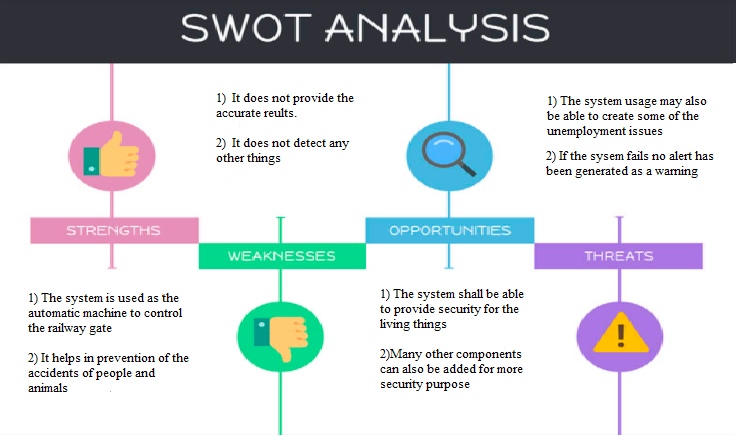 SWOT ANALYSIS
STRENGTHS
1) The system is used as the
automatic machine to control
the railway gate
2) It helps in prevention of the
accidents of people and
animals
1) It does not provide the
accurate reults.
2) It does not detect any
other things
WEAKNESSES
OPPORTUNITIES
1) The system shall be able
to provide security for the
living things
2)Many other components
can also be added for more
security purpose
1) The system usage may also
be able to create some of the
unemployment issues
2) If the sysem fails no alert has
been generated as a warning
THREATS
!